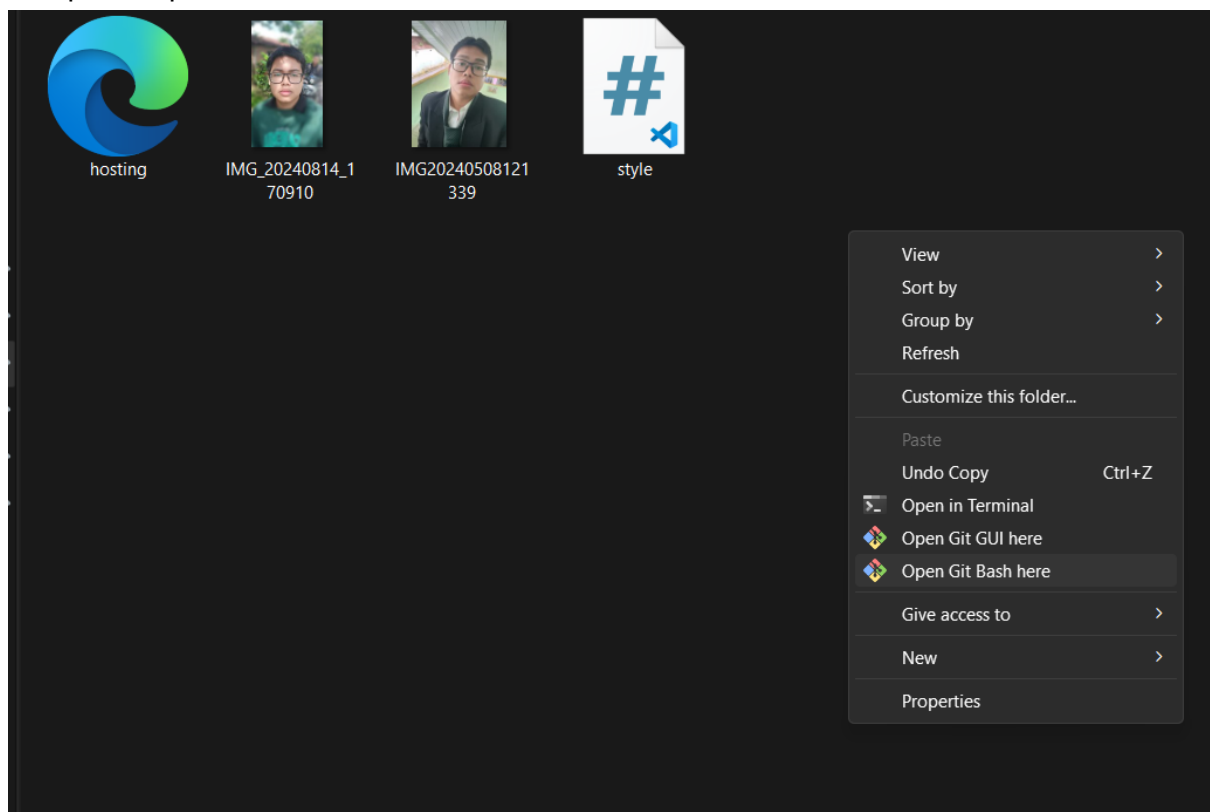 hosting
IMG_20240814_1
70910
IMG20240508121
339
style
View
Sort by
Group by
Refresh
Customize this folder...
Paste
Undo Copy Ctrl+Z
Open in Terminal
Open Git GUI here
Open Git Bash here
Give access to
New
Properties